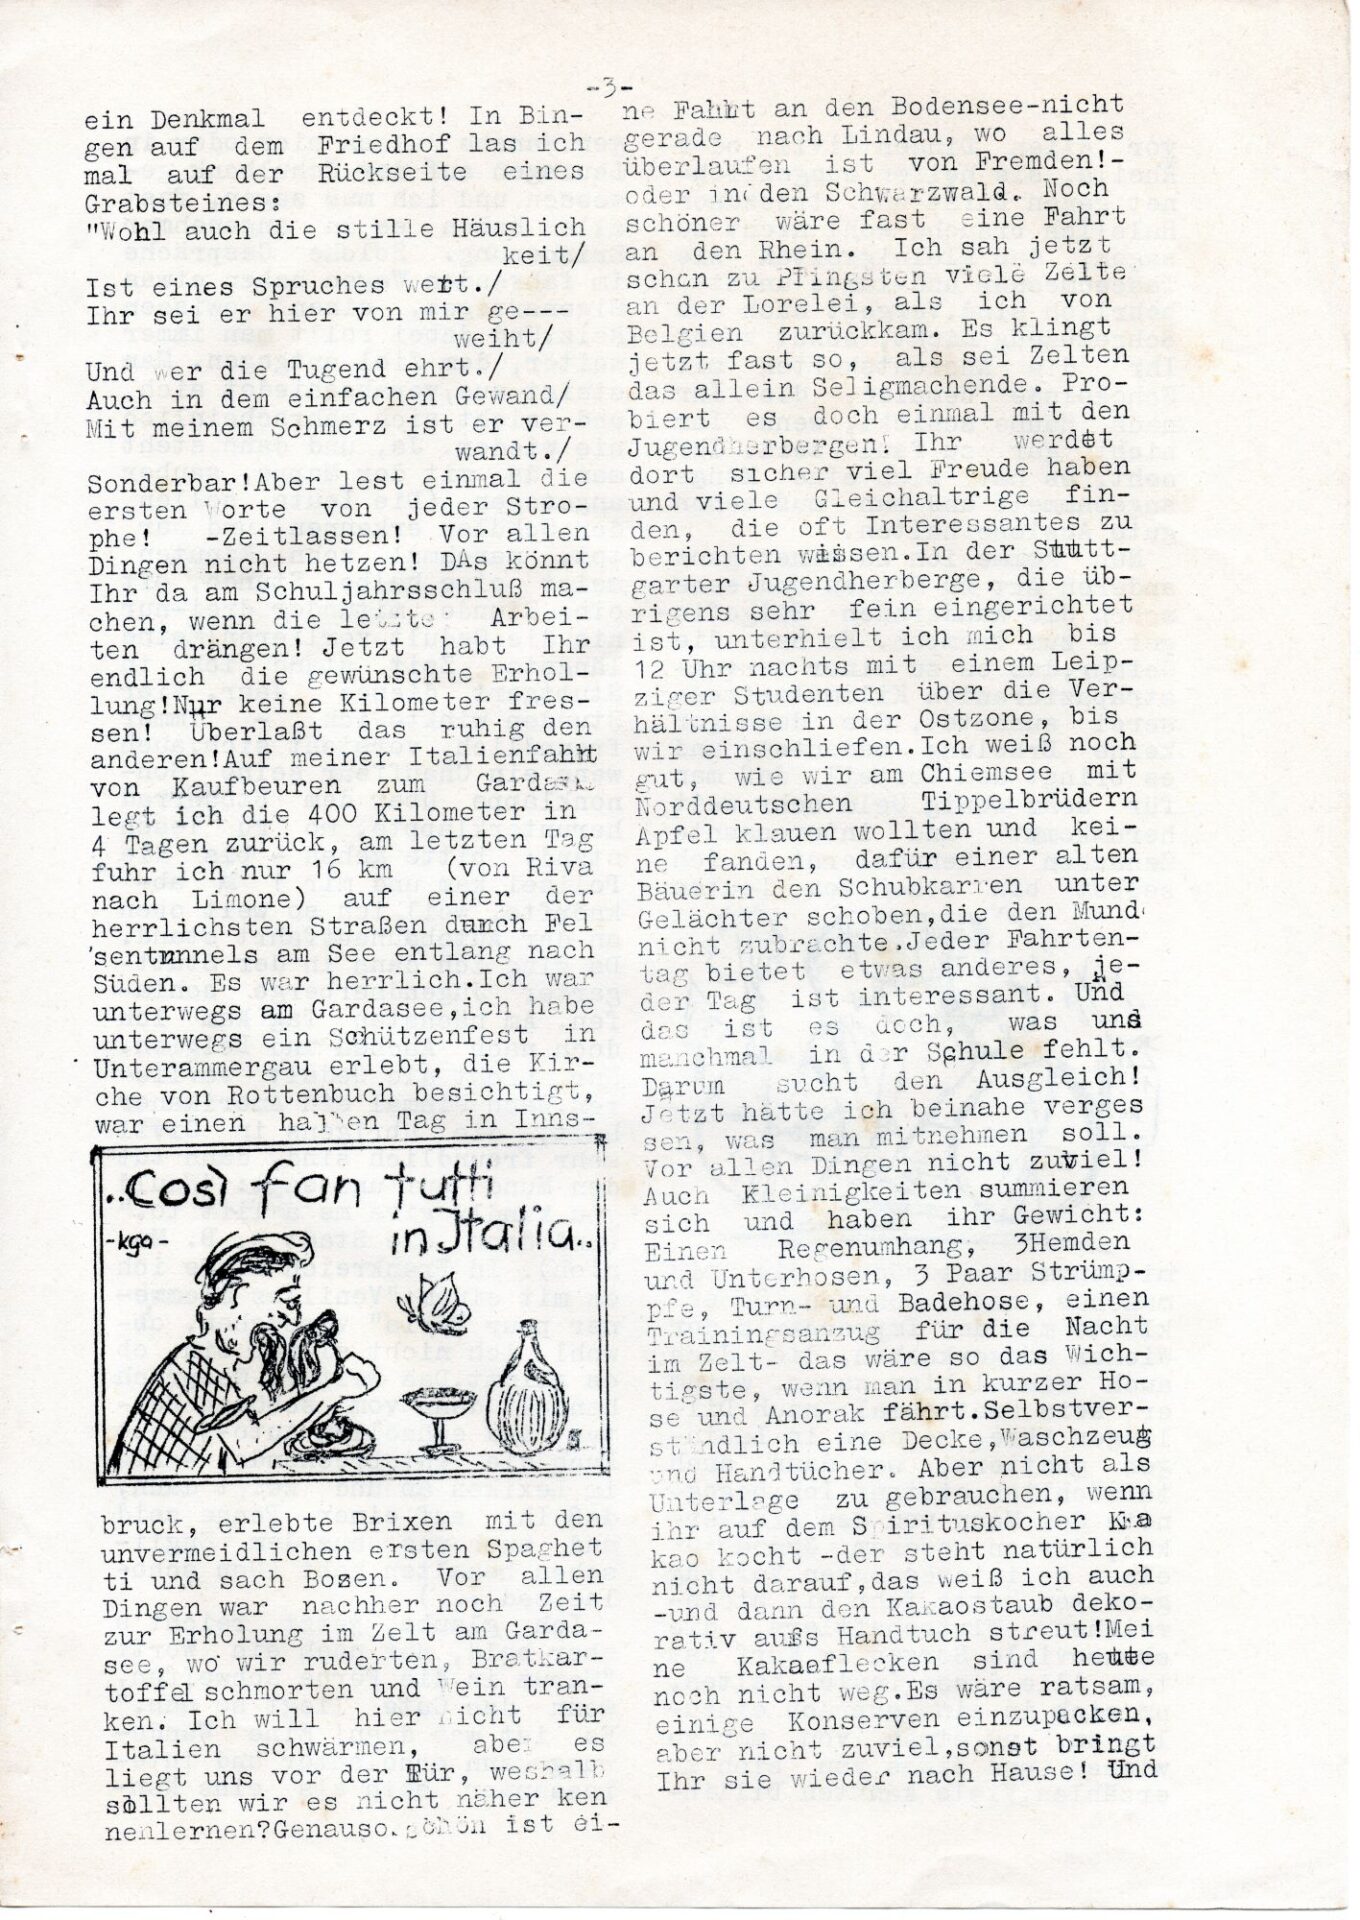 -3-
ein Denkmal entdeckt! In Bin-
gen auf dem Friedhof las ich
mal auf der Rückseite eines
Grabsteines:
"Wohl auch die stille Häuslich
keit/
Ist eines Spruches wert./
Ihr sei er hier von mir ge---
weiht/
Und wer die Tugend ehrt./
Auch in dem einfachen Gewand/
Mit meinem Schmerz ist er ver-
wandt./
Sonderbar!Aber lest einmal die
ersten Worte von jeder Stro-
phe! -Zeitlassen! Vor allen
Dingen nicht hetzen! DAs könnt
Ihr da am Schuljahrsschluß ma-
chen, wenn die letzte Arbei-
ten drängen! Jetzt habt Ihr
endlich die gewünschte Erhol-
lung!Nur keine Kilometer fres-
sen! Überlaßt das ruhig den
anderen!Auf meiner Italienfahrt
von Kaufbeuren zum Gardasee
legt ich die 400 Kilometer in
4 Tagen zurück, am letzten Tag
fuhr ich nur 16 km (von Riva
nach Limone) auf einer der
herrlichsten Straßen durch Fel
sentunnels am See entlang nach
Süden. Es war herrlich.Ich war
unterwegs am Gardasee,ich habe
unterwegs ein Schützenfest in
Unterammergau erlebt, die Kir-
che von Rottenbuch besichtigt,
war einen halben Tag in Inns-
..Così fan tutti
in Italia..
-kga-
bruck, erlebte Brixen mit den
unvermeidlichen ersten Spaghet
ti und sach Bozen. Vor allen
Dingen war nachher noch Zeit
zur Erholung im Zelt am Garda-
see, wo wir ruderten, Bratkar-
toffel schmorten und Wein tran-
ken. Ich will hier nicht für
Italien schwärmen, aber es
liegt uns vor der Tür, weshalb
sollten wir es nicht näher ken
nenlernen?Genauso.schön ist ei-
ne Fahrt an den Bodensee-nicht
gerade nach Lindau, wo alles
überlaufen ist von Fremden!-
oder in den Schwarzwald. Noch
schöner wäre fast eine Fahrt
an den Rhein. Ich sah jetzt
schon zu Pfingsten viele Zelte
an der Lorelei, als ich von
Belgien zurückkam. Es klingt
jetzt fast so, als sei Zelten
das allein Seligmachende. Pro-
biert es doch einmal mit den
Jugendherbergen! Ihr werdet
dort sicher viel Freude haben
und viele Gleichaltrige fin-
den, die oft Interessantes zu
berichten wissen.In der Stutt-
garter Jugendherberge, die üb-
rigens sehr fein eingerichtet
ist, unterhielt ich mich bis
12 Uhr nachts mit einem Leip-
ziger Studenten über die Ver-
hältnisse in der Ostzone, bis
wir einschliefen.Ich weiß noch
gut, wie wir am Chiemsee mit
Norddeutschen Tippelbrüdern
Apfel klauen wollten und kei-
ne fanden, dafür einer alten
Bäuerin den Schubkarren unter
Gelächter schoben,die den Mund
nicht zubrachte.Jeder Fahrten-
tag bietet etwas anderes, je-
der Tag ist interessant. Und
das ist es doch, was uns
manchmal in der Schule fehlt.
Darum sucht den Ausgleich!
Jetzt hätte ich beinahe verges
sen, was man mitnehmen soll.
Vor allen Dingen nicht zuviel!
Auch Kleinigkeiten summieren
sich und haben ihr Gewicht:
Einen Regenumhang, 3Hemden
und Unterhosen, 3 Paar Strümp-
pfe, Turn- und Badehose, einen
Trainingsanzug für die Nacht
im Zelt- das wäre so das Wich-
tigste, wenn man in kurzer Ho-
se und Anorak fährt.Selbstver-
ständlich eine Decke,Waschzeug
und Handtücher. Aber nicht als
Unterlage zu gebrauchen, wenn
ihr auf dem Spirituskocher Ka
kao kocht -der steht natürlich
nicht darauf,das weiß ich auch
-und dann den Kakaostaub deko-
rativ aufs Handtuch streut!Mei
ne Kakaoflecken sind heute
noch nicht weg.Es wäre ratsam,
einige Konserven einzupacken,
aber nicht zuviel,sonst bringt
Ihr sie wieder nach Hause! Und